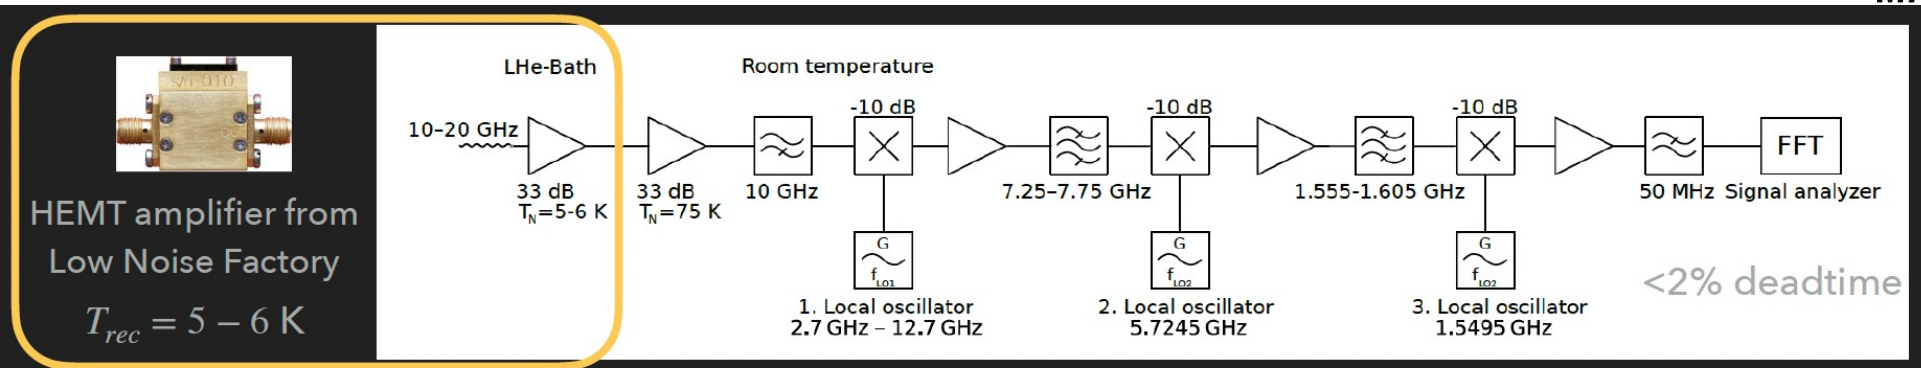 LHe-Bath
Room temperature
10–20 GHz
33 dB
T_N=5-6 K
33 dB
T_N=75 K
10 GHz
-10 dB
G
f_LO1
1. Local oscillator
2.7 GHz – 12.7 GHz
7.25–7.75 GHz
-10 dB
G
f_LO2
2. Local oscillator
5.7245 GHz
1.555-1.605 GHz
-10 dB
G
f_LO2
3. Local oscillator
1.5495 GHz
50 MHz
FFT
Signal analyzer
HEMT amplifier from
Low Noise Factory
T_rec = 5 – 6 K
<2% deadtime